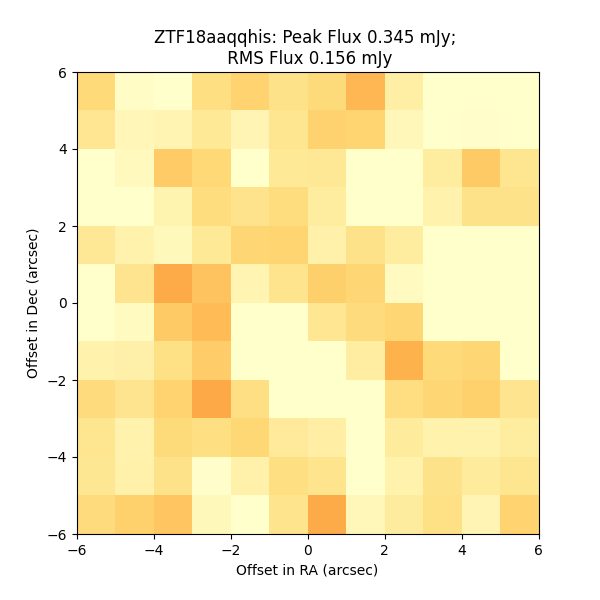 ZTF18aaqqhis: Peak Flux 0.345 mJy;
RMS Flux 0.156 mJy
6
4
2
0
−2
−4
−6
Offset in Dec (arcsec)
−6 −4 −2 0 2 4 6
Offset in RA (arcsec)